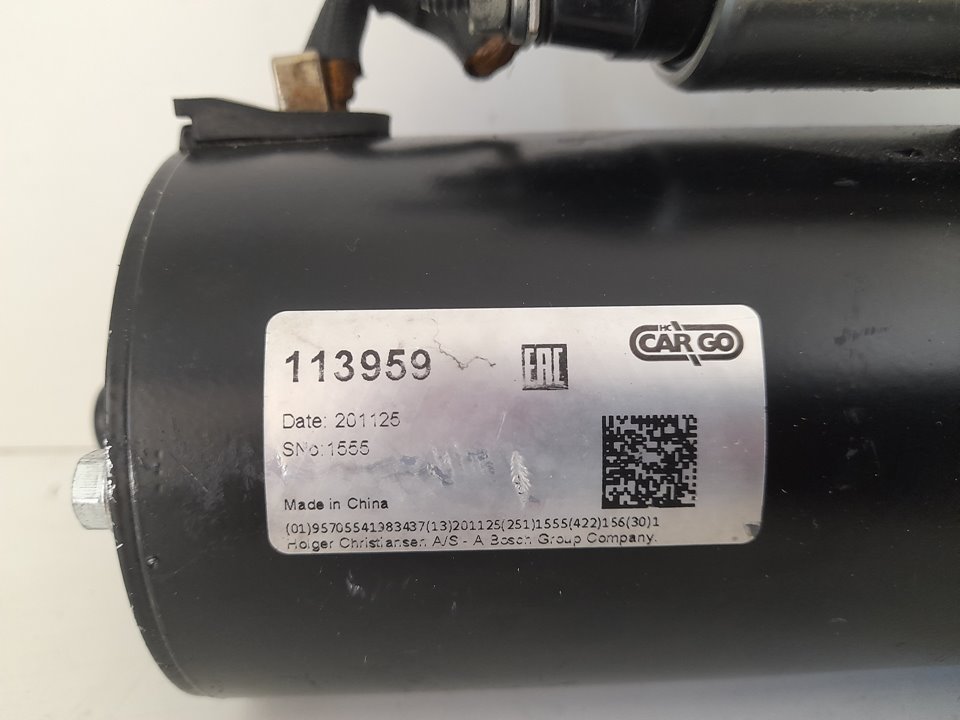 HC
CARGO
113959
EAC
Date: 201125
SNo:1555
Made in China
(01)95705541983437(13)201125(251)1555(422)156(30)1
Holger Christiansen A/S - A Bosch Group Company.